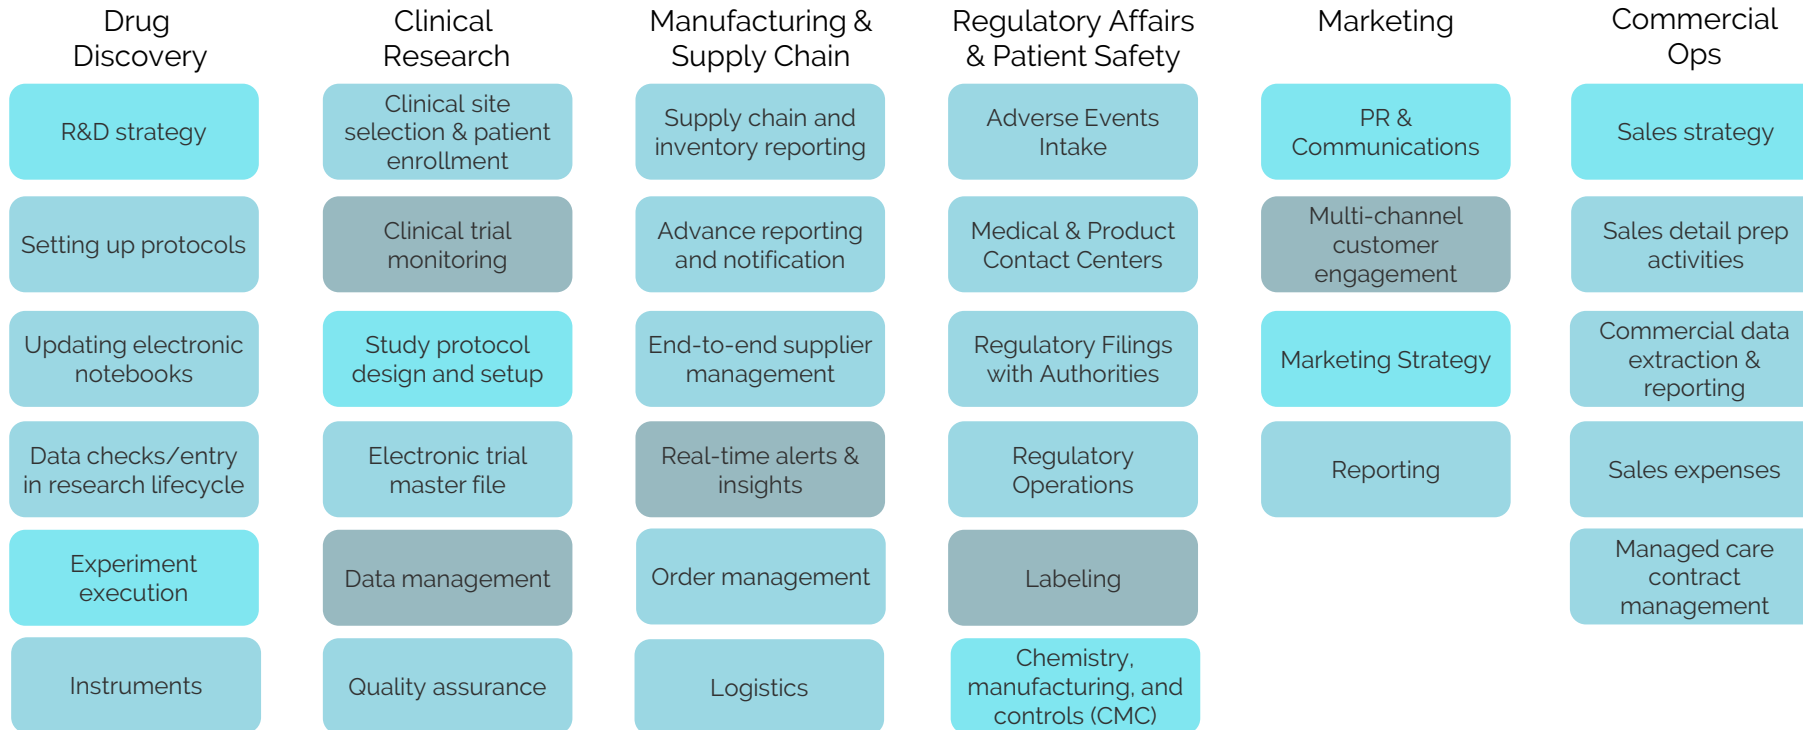 Drug
Discovery
Clinical
Research
Manufacturing &
Supply Chain
Regulatory Affairs
& Patient Safety
Marketing
Commercial
Ops
R&D strategy
Clinical site
selection & patient
enrollment
Supply chain and
inventory reporting
Adverse Events
Intake
PR &
Communications
Sales strategy
Setting up protocols
Clinical trial
monitoring
Advance reporting
and notification
Medical & Product
Contact Centers
Multi-channel
customer
engagement
Sales detail prep
activities
Updating electronic
notebooks
Study protocol
design and setup
End-to-end supplier
management
Regulatory Filings
with Authorities
Marketing Strategy
Commercial data
extraction &
reporting
Data checks/entry
in research lifecycle
Electronic trial
master file
Real-time alerts &
insights
Regulatory
Operations
Reporting
Sales expenses
Experiment
execution
Data management
Order management
Labeling
Managed care
contract
management
Instruments
Quality assurance
Logistics
Chemistry,
manufacturing, and
controls (CMC)